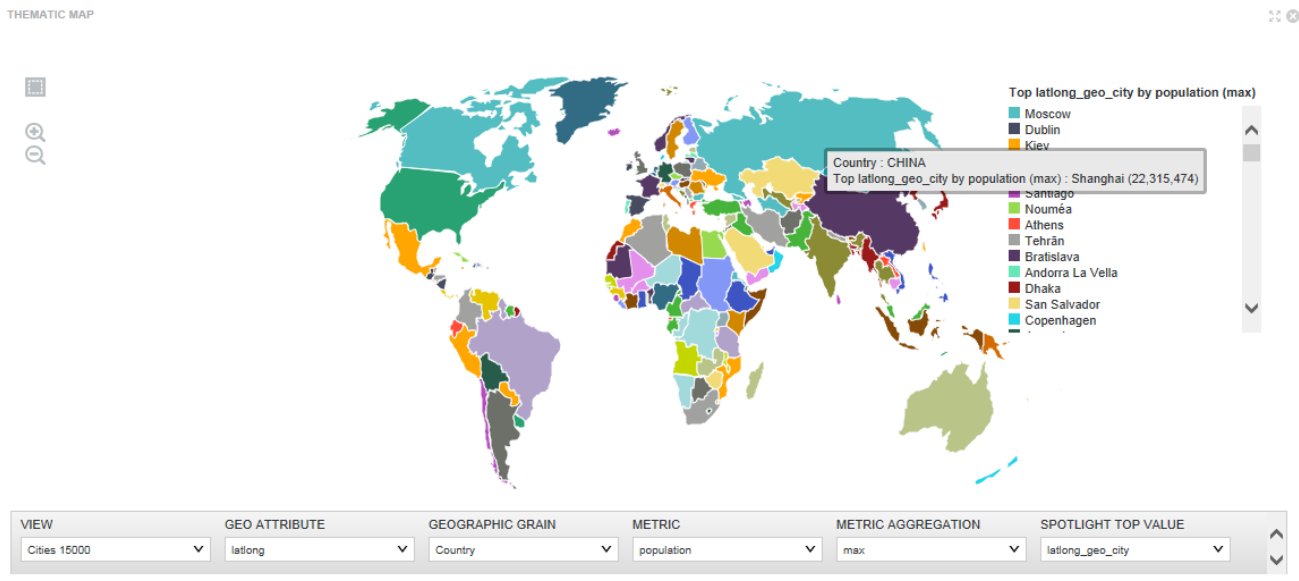 THEMATIC MAP
Top latlong_geo_city by population (max)
Moscow
Dublin
Kiev
Country : CHINA
Top latlong_geo_city by population (max) : Shanghai (22,315,474)
Santiago
Nouméa
Athens
Tehrān
Bratislava
Andorra La Vella
Dhaka
San Salvador
Copenhagen
VIEW GEO ATTRIBUTE GEOGRAPHIC GRAIN METRIC METRIC AGGREGATION SPOTLIGHT TOP VALUE
Cities 15000 latlong Country population max latlong_geo_city